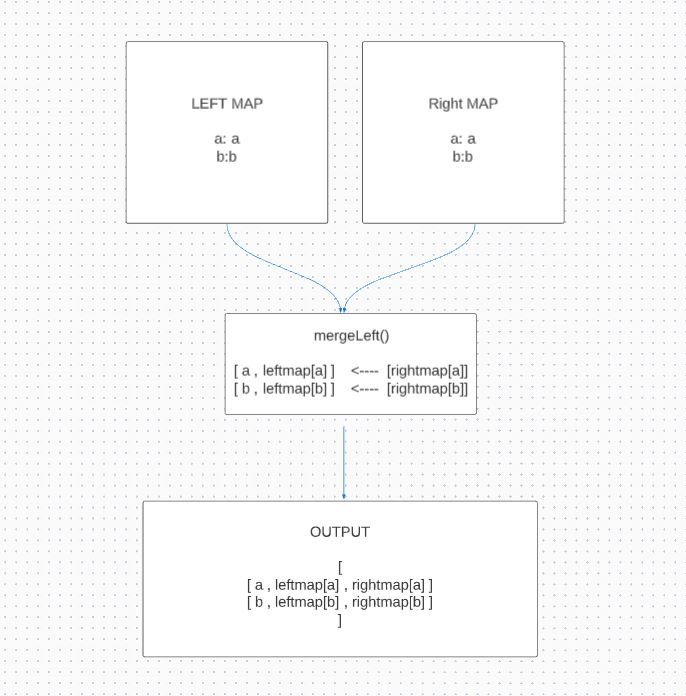 LEFT MAP
a: a
b:b
Right MAP
a: a
b:b
mergeLeft()
[ a , leftmap[a] ] <---- [rightmap[a]]
[ b , leftmap[b] ] <---- [rightmap[b]]
OUTPUT
[
[ a , leftmap[a] , rightmap[a] ]
[ b , leftmap[b] , rightmap[b] ]
]